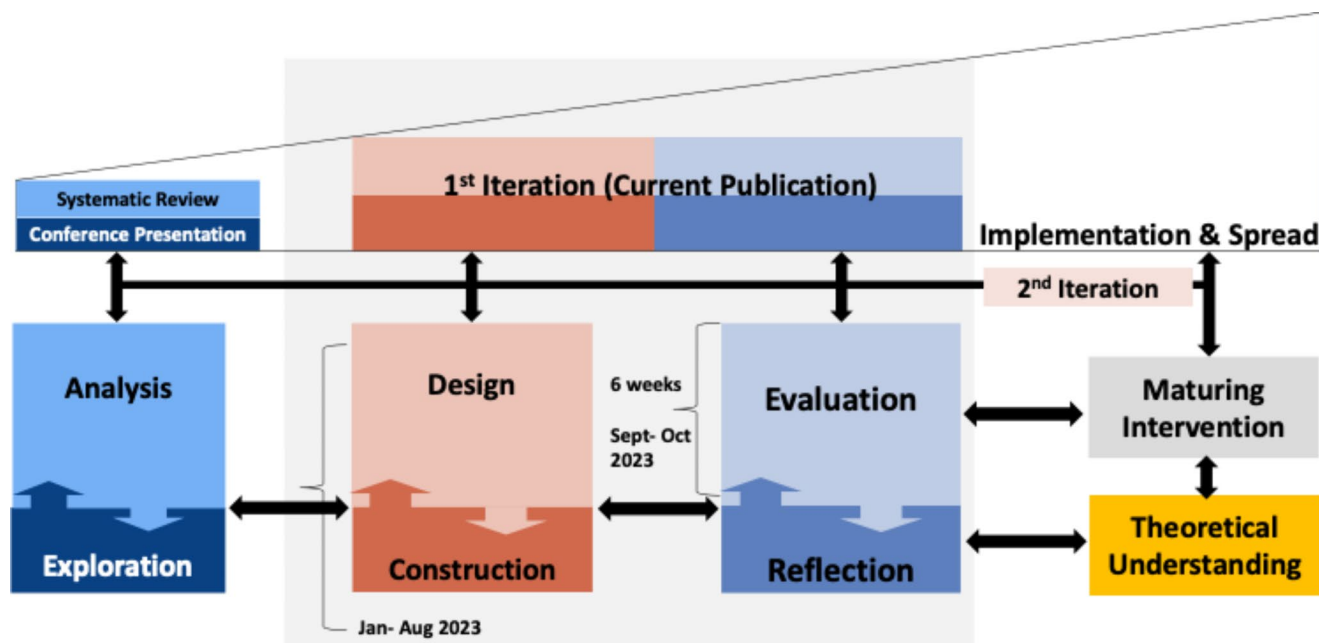 1st Iteration (Current Publication)
Systematic Review
Conference Presentation
Implementation & Spread
2nd Iteration
Analysis
Exploration
Design
Construction
Jan- Aug 2023
6 weeks
Sept- Oct
2023
Evaluation
Reflection
Maturing
Intervention
Theoretical
Understanding